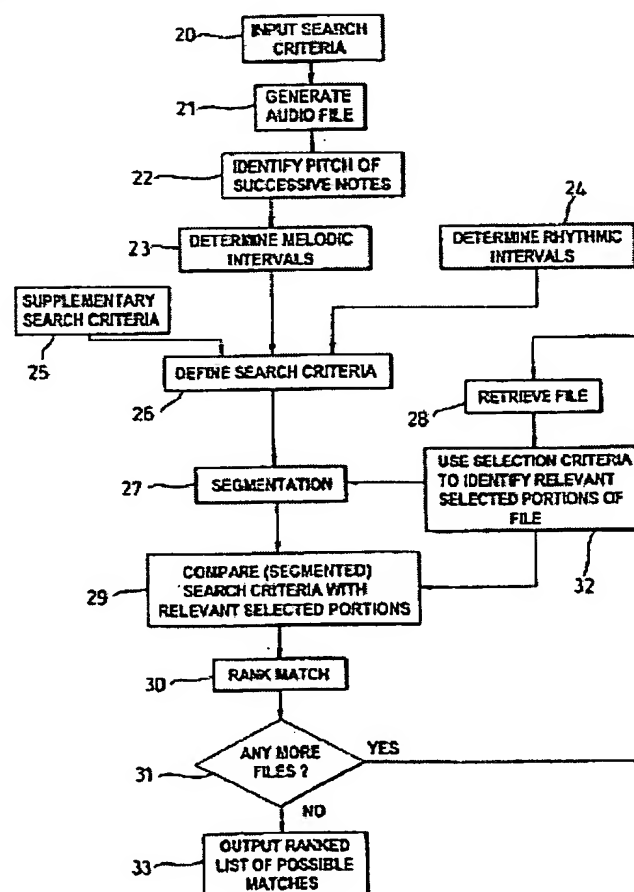 20
INPUT SEARCH
CRITERIA
21
GENERATE
AUDIO FILE
22
IDENTIFY PITCH OF
SUCCESSIVE NOTES
24
23
DETERMINE MELODIC
INTERVALS
DETERMINE RHYTHMIC
INTERVALS
SUPPLEMENTARY
SEARCH CRITERIA
25
DEFINE SEARCH CRITERIA
26
RETRIEVE FILE
28
27
SEGMENTATION
USE SELECTION CRITERIA
TO IDENTIFY RELEVANT
SELECTED PORTIONS OF
FILE
32
29
COMPARE (SEGMENTED)
SEARCH CRITERIA WITH
RELEVANT SELECTED PORTIONS
30
RANK MATCH
31
ANY MORE
FILES ?
YES
NO
33
OUTPUT RANKED
LIST OF POSSIBLE
MATCHES